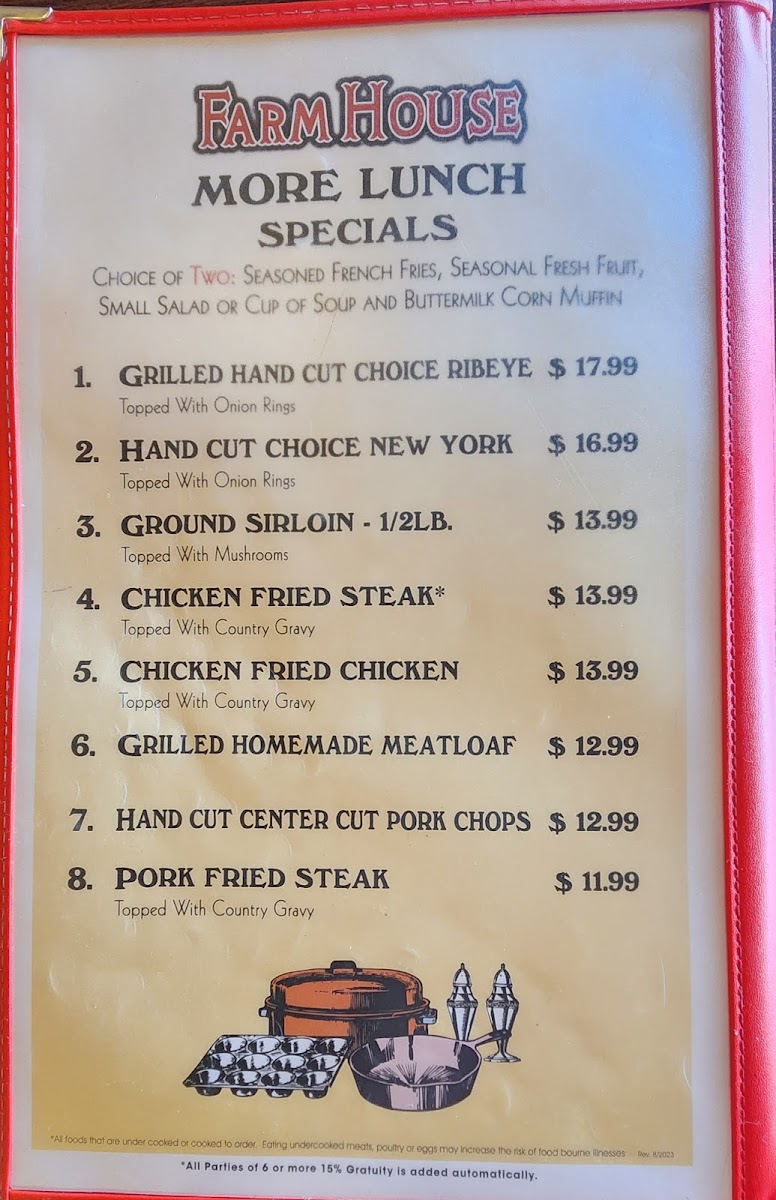 FARM HOUSE
MORE LUNCH
SPECIALS
CHOICE OF TWO: SEASONED FRENCH FRIES, SEASONAL FRESH FRUIT,
SMALL SALAD OR CUP OF SOUP AND BUTTERMILK CORN MUFFIN
1. GRILLED HAND CUT CHOICE RIBEYE $ 17.99
Topped With Onion Rings
2. HAND CUT CHOICE NEW YORK $ 16.99
Topped With Onion Rings
3. GROUND SIRLOIN - 1/2LB. $ 13.99
Topped With Mushrooms
4. CHICKEN FRIED STEAK* $ 13.99
Topped With Country Gravy
5. CHICKEN FRIED CHICKEN $ 13.99
Topped With Country Gravy
6. GRILLED HOMEMADE MEATLOAF $ 12.99
7. HAND CUT CENTER CUT PORK CHOPS $ 12.99
8. PORK FRIED STEAK $ 11.99
Topped With Country Gravy
*All foods that are under cooked or cooked to order. Eating undercooked meats, poultry or eggs may increase the risk of food bourne illnesses Rev. 8/2023
*All Parties of 6 or more 15% Gratuity is added automatically.